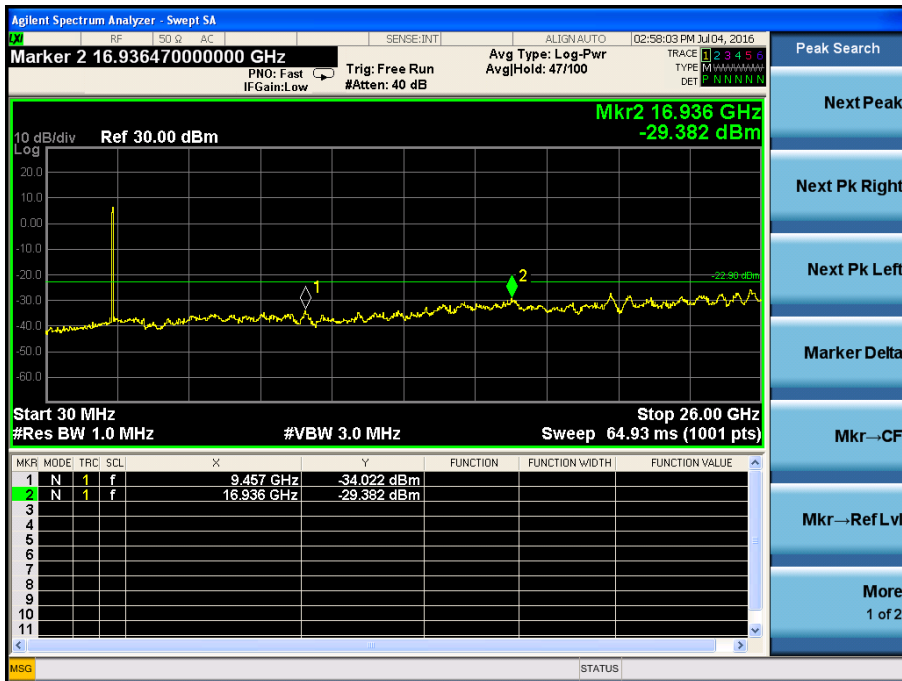 Agilent Spectrum Analyzer - Swept SA
LXI RF 50 Ω AC SENSE:INT ALIGNAUTO 02:58:03 PM Jul 04, 2016
Marker 2 16.936470000000 GHz
PNO: Fast
IFGain:Low
Trig: Free Run
#Atten: 40 dB
Avg Type: Log-Pwr
Avg|Hold: 47/100
TRACE 1 2 3 4 5 6
TYPE M WWWWW
DET P N N N N N
Peak Search
Next Peak
Next Pk Right
Next Pk Left
Marker Delta
Mkr→CF
Mkr→Ref Lvl
More
1 of 2
Mkr2 16.936 GHz
-29.382 dBm
10 dB/div Ref 30.00 dBm
Log
20.0
10.0
0.00
-10.0
-20.0
-30.0
-40.0
-50.0
-60.0
1
2
-22.90 dBm
Start 30 MHz
Stop 26.00 GHz
#Res BW 1.0 MHz
#VBW 3.0 MHz
Sweep 64.93 ms (1001 pts)
MKR MODE TRC SCL X Y FUNCTION FUNCTION WIDTH FUNCTION VALUE
1 N 1 f 9.457 GHz -34.022 dBm
2 N 1 f 16.936 GHz -29.382 dBm
3
4
5
6
7
8
9
10
11
MSG
STATUS